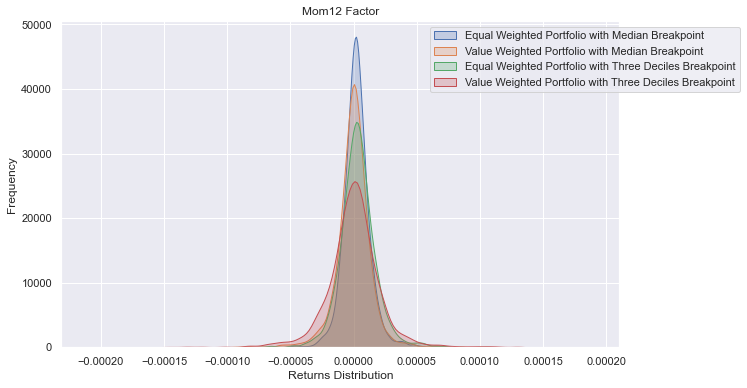 Mom12 Factor
50000
40000
30000
20000
10000
0
Frequency
Equal Weighted Portfolio with Median Breakpoint
Value Weighted Portfolio with Median Breakpoint
Equal Weighted Portfolio with Three Deciles Breakpoint
Value Weighted Portfolio with Three Deciles Breakpoint
−0.00020 −0.00015 −0.00010 −0.00005 0.00000 0.00005 0.00010 0.00015 0.00020
Returns Distribution